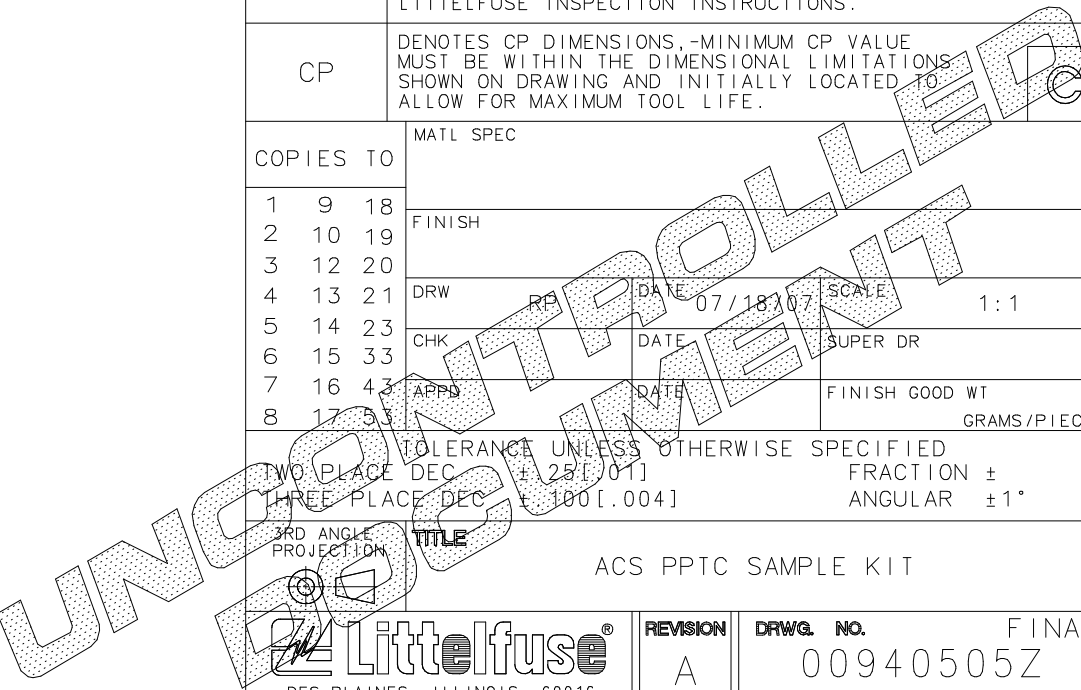 LITTELFUSE INSPECTION INSTRUCTIONS.
CP
DENOTES CP DIMENSIONS,-MINIMUM CP VALUE
MUST BE WITHIN THE DIMENSIONAL LIMITATIONS
SHOWN ON DRAWING AND INITIALLY LOCATED TO
ALLOW FOR MAXIMUM TOOL LIFE.
C
COPIES TO
1 9 18
2 10 19
3 12 20
4 13 21
5 14 23
6 15 33
7 16 43
8 17 53
MATL SPEC
FINISH
DRW RP DATE 07/18/07 SCALE 1:1
CHK DATE SUPER DR
APPD DATE FINISH GOOD WT
GRAMS/PIEC
TOLERANCE UNLESS OTHERWISE SPECIFIED
TWO PLACE DEC ±.25[.01] FRACTION ±
THREE PLACE DEC ±.100[.004] ANGULAR ±1°
3RD ANGLE
PROJECTION
TITLE
ACS PPTC SAMPLE KIT
Littelfuse®
DES PLAINES, ILLINOIS 60016
REVISION
A
DRWG. NO. FINA
00940505Z
UNCONTROLLED
DOCUMENT